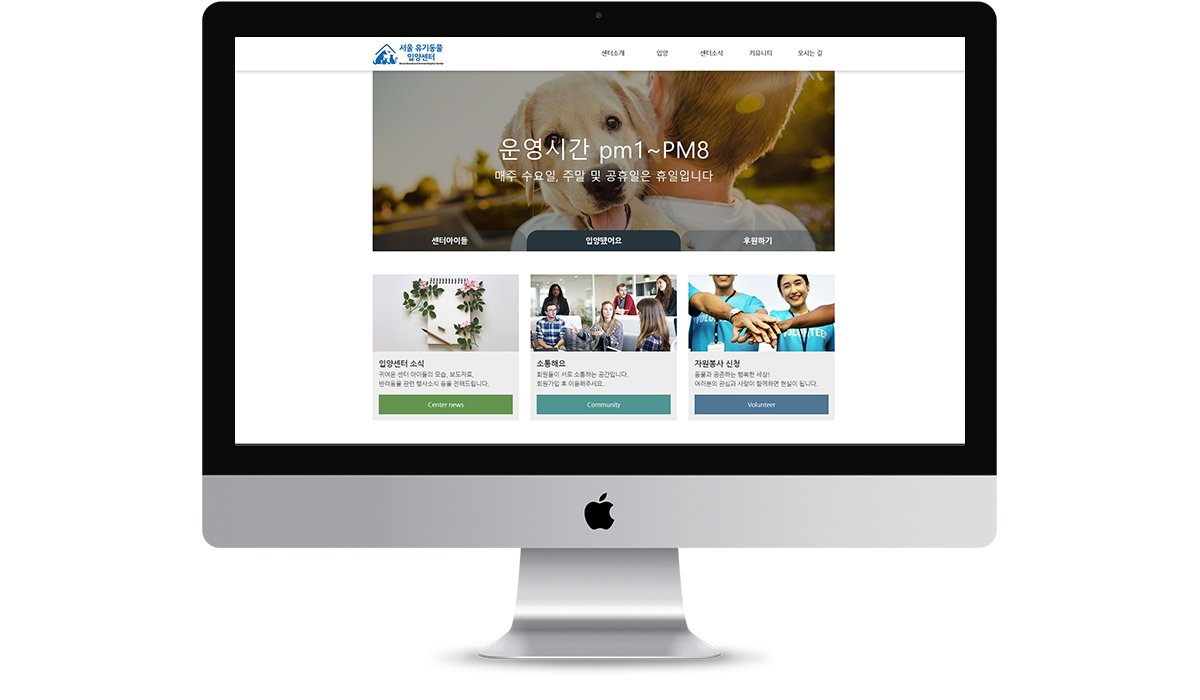 서울 유기동물
입양센터
센터소개 입양 센터소식 커뮤니티 오시는 길
운영시간 pm1~PM8
매주 수요일, 주말 및 공휴일은 휴일입니다
센터아이들 입양됐어요 후원하기
입양센터 소식
귀여운 센터 아이들의 모습, 보도자료,
반려동물 관련 행사소식 등을 전해드립니다.
Center news
소통해요
회원들이 서로 소통하는 공간입니다.
회원가입 후 이용해주세요.
Community
자원봉사 신청
동물과 공존하는 행복한 세상!
여러분의 관심과 사랑이 함께하면 현실이 됩니다.
Volunteer